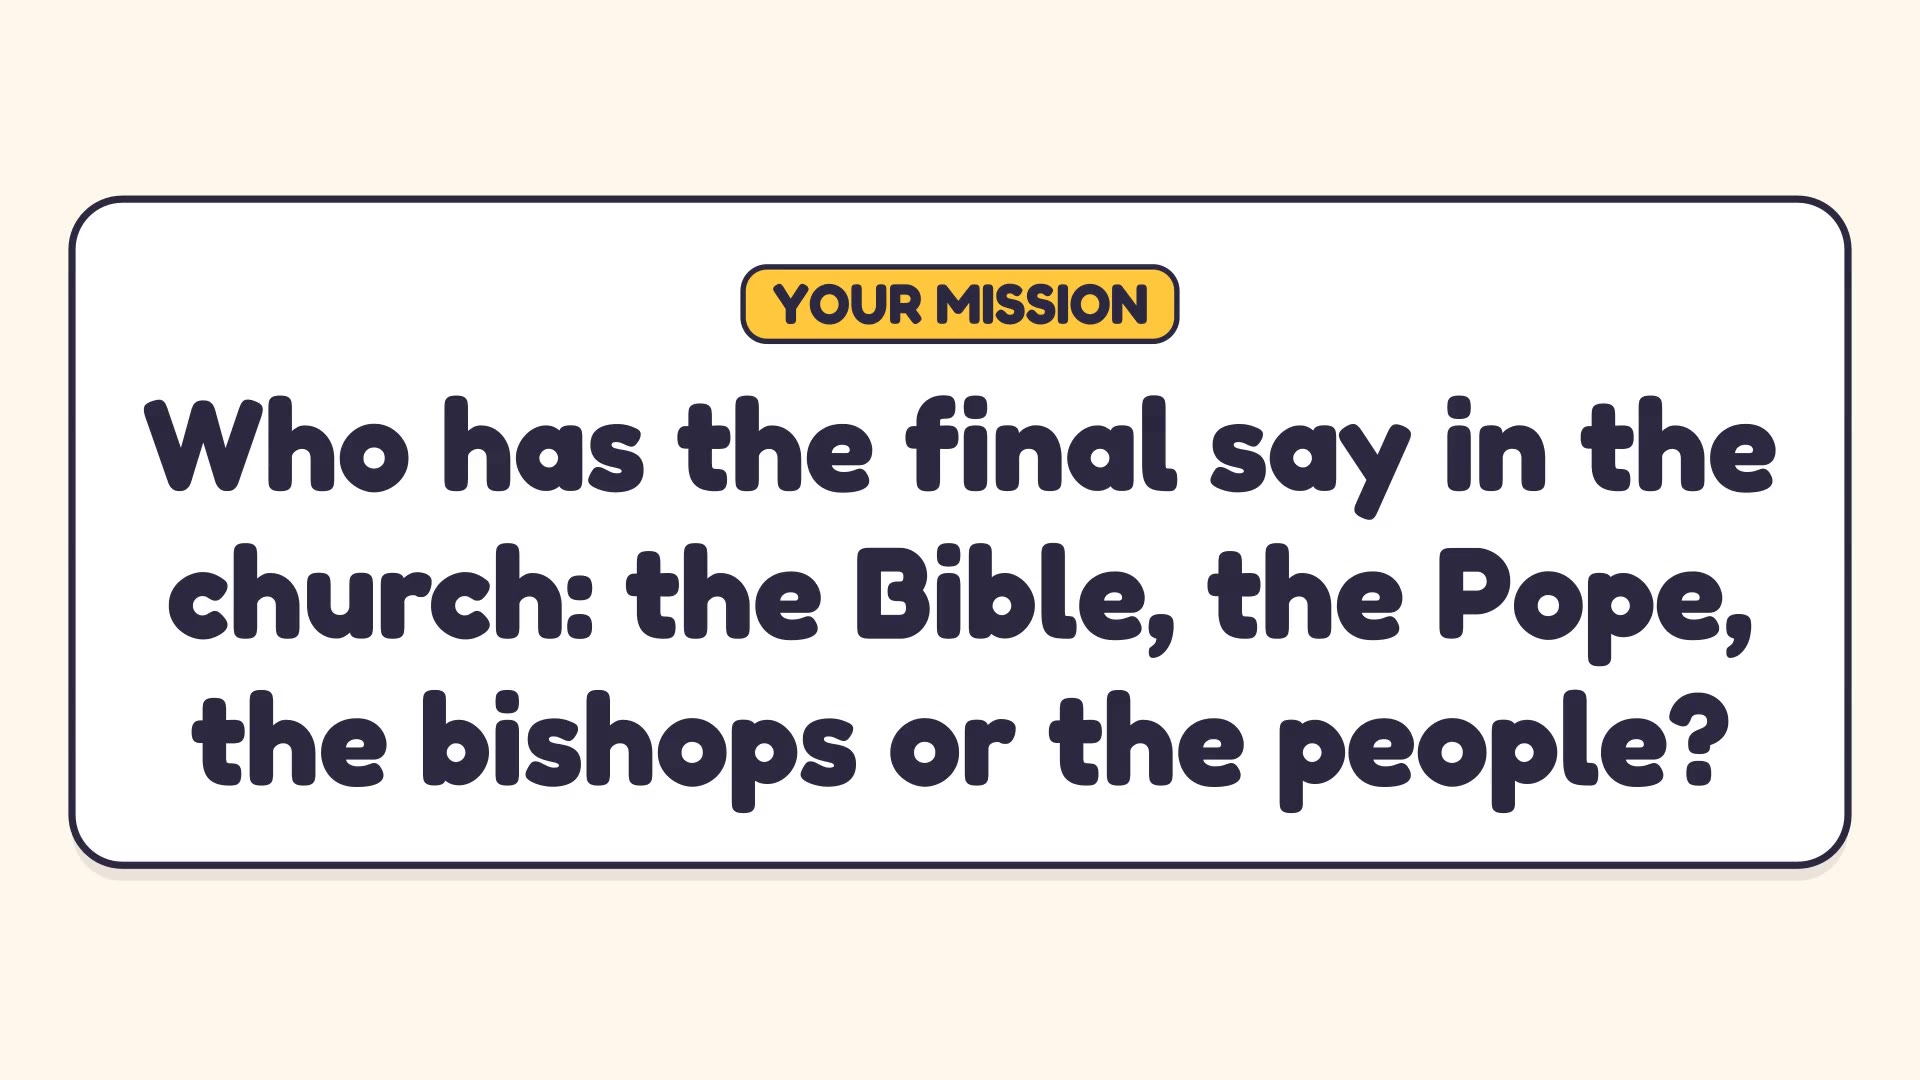 YOUR MISSION
Who has the final say in the
church: the Bible, the Pope,
the bishops or the people?